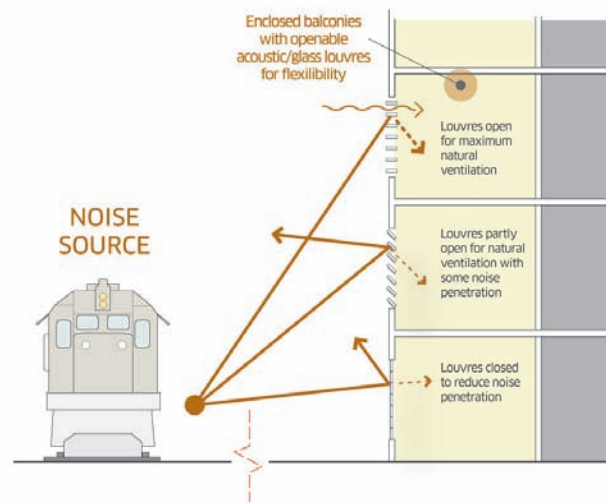 Enclosed balconies
with openable
acoustic/glass louvres
for flexilibility
Louvres open
for maximum
natural
ventilation
NOISE
SOURCE
Louvres partly
open for natural
ventilation with
some noise
penetration
Louvres closed
to reduce noise
penetration